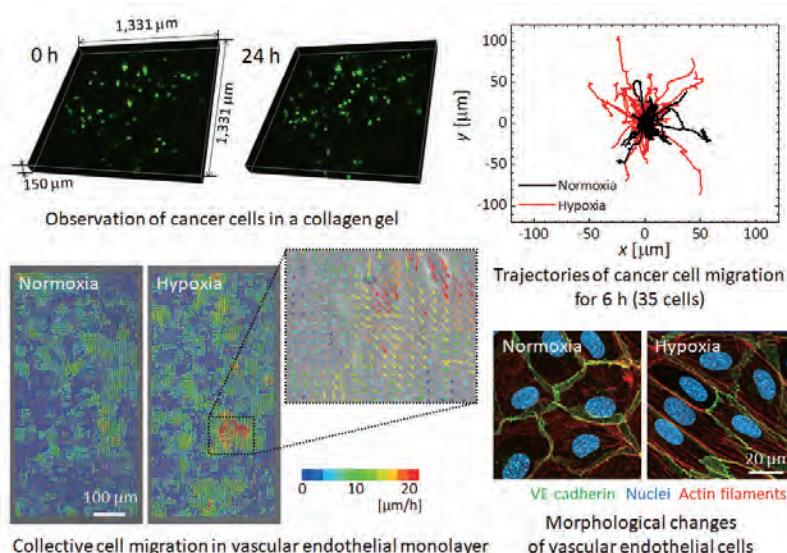 1,331 µm
0 h
24 h
1,331 µm
150 µm
Observation of cancer cells in a collagen gel
100
50
0
-50
-100
y [µm]
Normoxia
Hypoxia
-100 -50 0 50 100
x [µm]
Trajectories of cancer cell migration
for 6 h (35 cells)
Normoxia
Hypoxia
100 µm
0 10 20
[µm/h]
Collective cell migration in vascular endothelial monolayer
Normoxia
Hypoxia
20 µm
VE-cadherin Nuclei Actin filaments
Morphological changes
of vascular endothelial cells